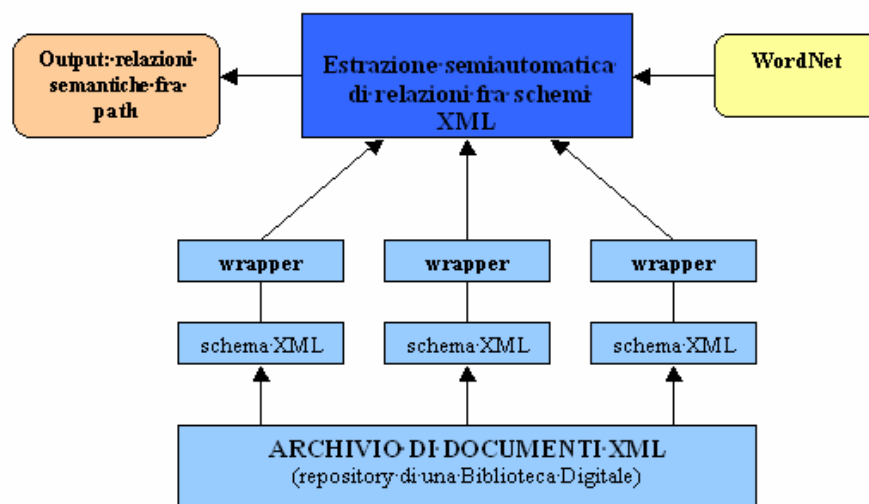 Output:·relazioni·
semantiche·fra·
path
Estrazione·semiautomatica
di·relazioni·fra·schemi
XML
WordNet
wrapper
wrapper
wrapper
schema·XML
schema·XML
schema·XML
ARCHIVIO·DI·DOCUMENTI·XML
(repository·di·una·Biblioteca·Digitale)